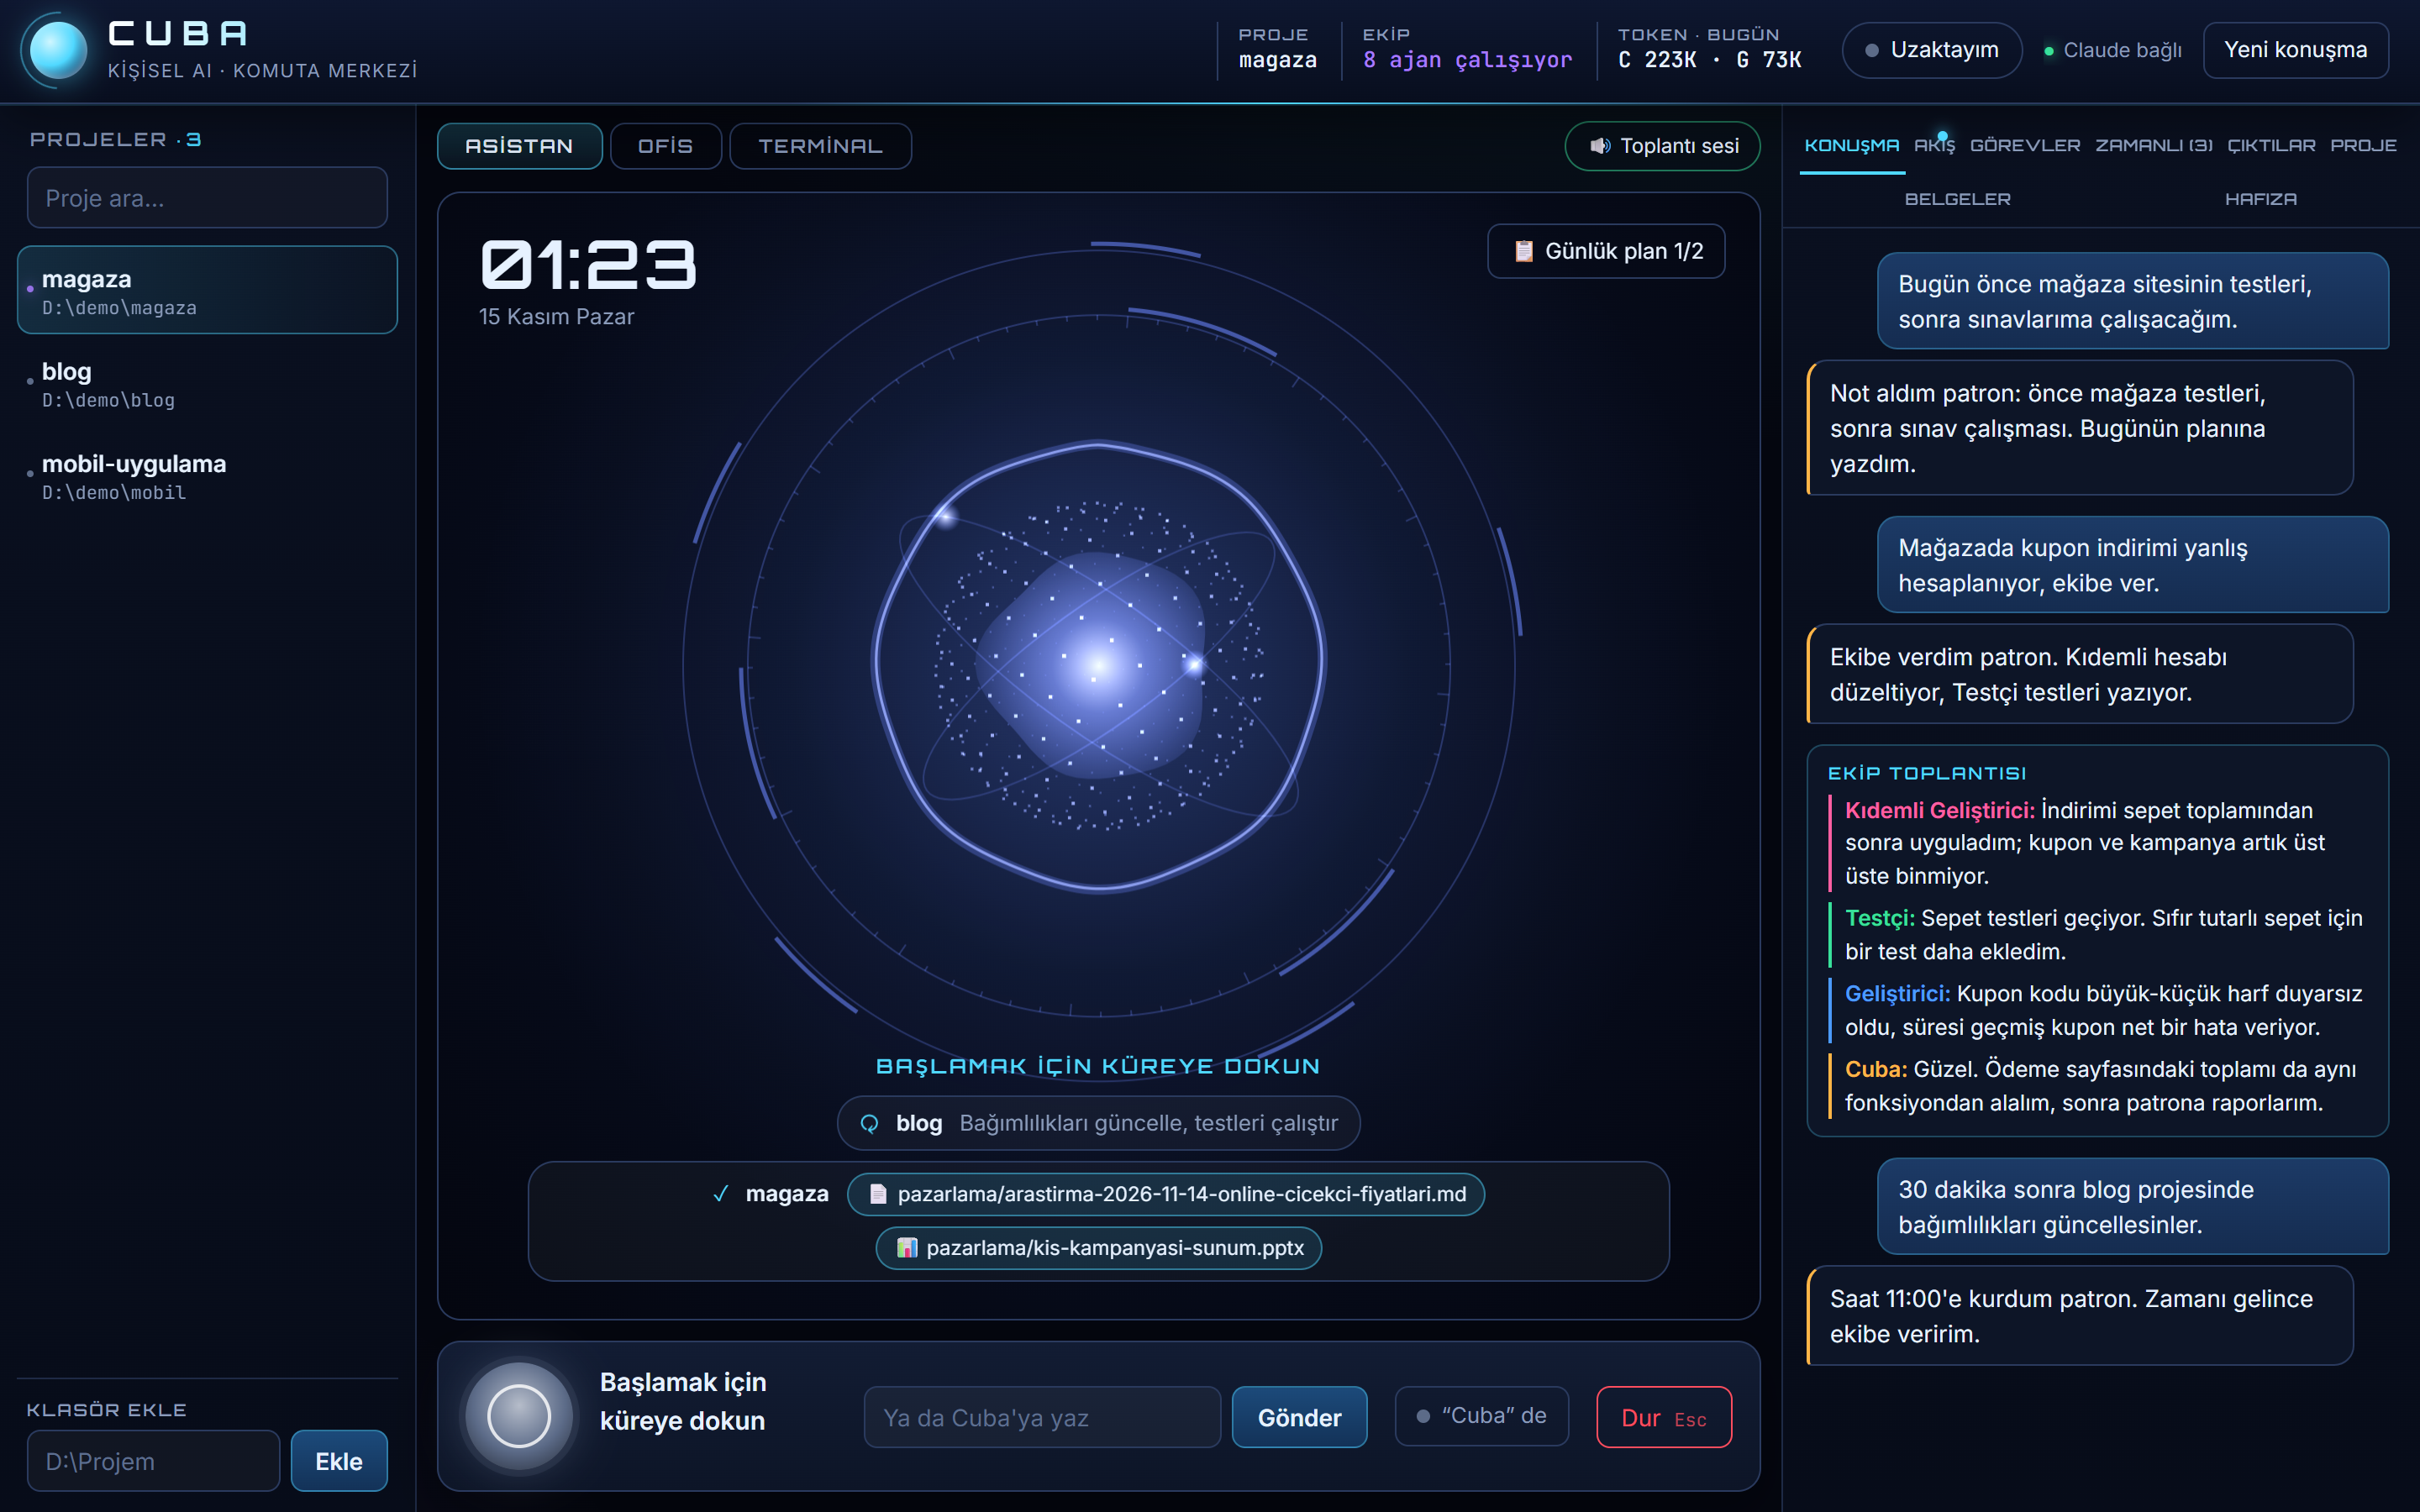 CUBA
KİŞİSEL AI · KOMUTA MERKEZİ
PROJE
magaza
EKİP
8 ajan çalışıyor
TOKEN · BUGÜN
C 223K · G 73K
Uzaktayım
Claude bağlı
Yeni konuşma
PROJELER · 3
Proje ara...
magaza
D:\demo\magaza
blog
D:\demo\blog
mobil-uygulama
D:\demo\mobil
KLASÖR EKLE
D:\Projem
Ekle
ASİSTAN
OFİS
TERMİNAL
Toplantı sesi
01:23
15 Kasım Pazar
Günlük plan 1/2
BAŞLAMAK İÇİN KÜREYE DOKUN
blog Bağımlılıkları güncelle, testleri çalıştır
✓ magaza pazarlama/arastirma-2026-11-14-online-cicekci-fiyatlari.md
pazarlama/kis-kampanyasi-sunum.pptx
Başlamak için
küreye dokun
Ya da Cuba'ya yaz
Gönder
“Cuba” de
Dur Esc
KONUŞMA AKIŞ GÖREVLER ZAMANLI (3) ÇIKTILAR PROJE
BELGELER HAFIZA
Bugün önce mağaza sitesinin testleri,
sonra sınavlarıma çalışacağım.
Not aldım patron: önce mağaza testleri,
sonra sınav çalışması. Bugünün planına
yazdım.
Mağazada kupon indirimi yanlış
hesaplanıyor, ekibe ver.
Ekibe verdim patron. Kıdemli hesabı
düzeltiyor, Testçi testleri yazıyor.
EKİP TOPLANTISI
Kıdemli Geliştirici: İndirimi sepet toplamından
sonra uyguladım; kupon ve kampanya artık üst
üste binmiyor.
Testçi: Sepet testleri geçiyor. Sıfır tutarlı sepet için
bir test daha ekledim.
Geliştirici: Kupon kodu büyük-küçük harf duyarsız
oldu, süresi geçmiş kupon net bir hata veriyor.
Cuba: Güzel. Ödeme sayfasındaki toplamı da aynı
fonksiyondan alalım, sonra patrona raporlarım.
30 dakika sonra blog projesinde
bağımlılıkları güncellesinler.
Saat 11:00'e kurdum patron. Zamanı gelince
ekibe veririm.